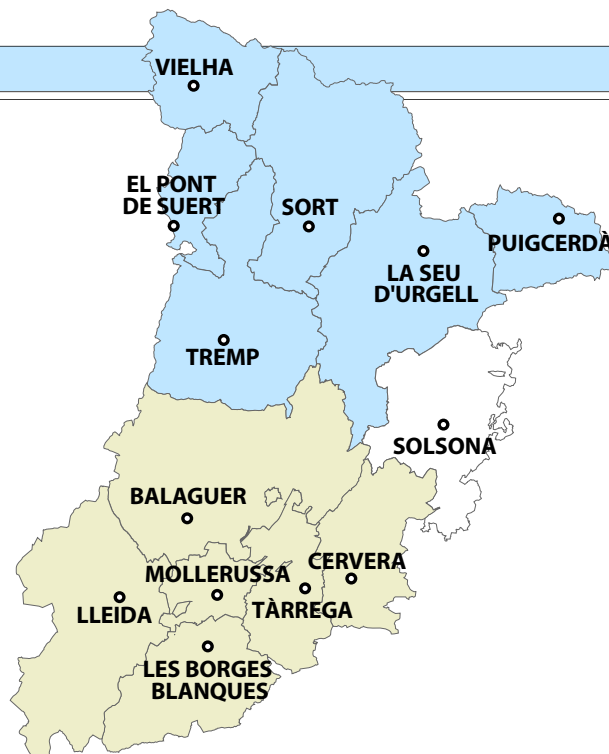 VIELHA
EL PONT
DE SUERT
SORT
PUIGCERDÀ
LA SEU
D'URGELL
TREMP
SOLSONA
BALAGUER
CERVERA
MOLLERUSSA
TÀRREGA
LLEIDA
LES BORGES
BLANQUES